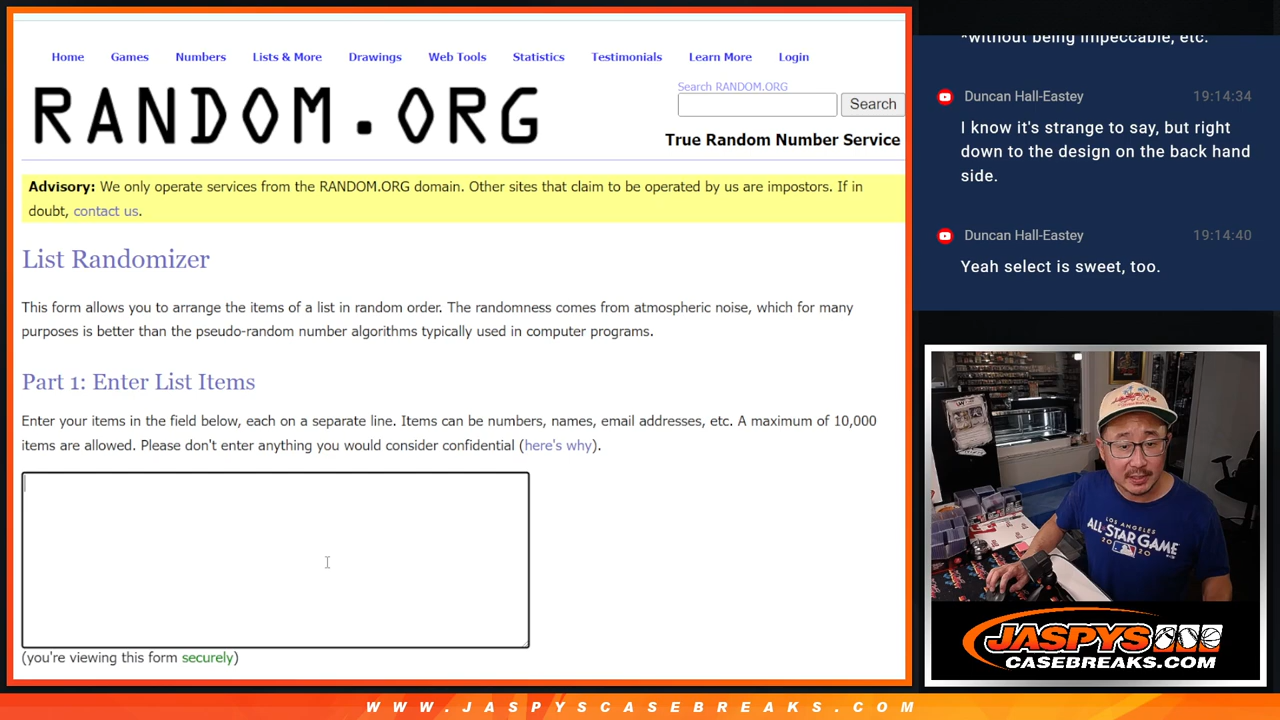 Home Games Numbers Lists & More Drawings Web Tools Statistics Testimonials Learn More Login
RANDOM.ORG
Search RANDOM.ORG
Search
True Random Number Service
Advisory: We only operate services from the RANDOM.ORG domain. Other sites that claim to be operated by us are impostors. If in
doubt, contact us.
List Randomizer
This form allows you to arrange the items of a list in random order. The randomness comes from atmospheric noise, which for many
purposes is better than the pseudo-random number algorithms typically used in computer programs.
Part 1: Enter List Items
Enter your items in the field below, each on a separate line. Items can be numbers, names, email addresses, etc. A maximum of 10,000
items are allowed. Please don't enter anything you would consider confidential (here's why).
(you're viewing this form securely)
*without being impeccable, etc.
Duncan Hall-Eastey 19:14:34
I know it's strange to say, but right
down to the design on the back hand
side.
Duncan Hall-Eastey 19:14:40
Yeah select is sweet, too.
LOS ANGELES
ALL-STAR GAME
2020
JASPYS
CASEBREAKS.COM
WWW.JASPYSCASEBREAKS.COM